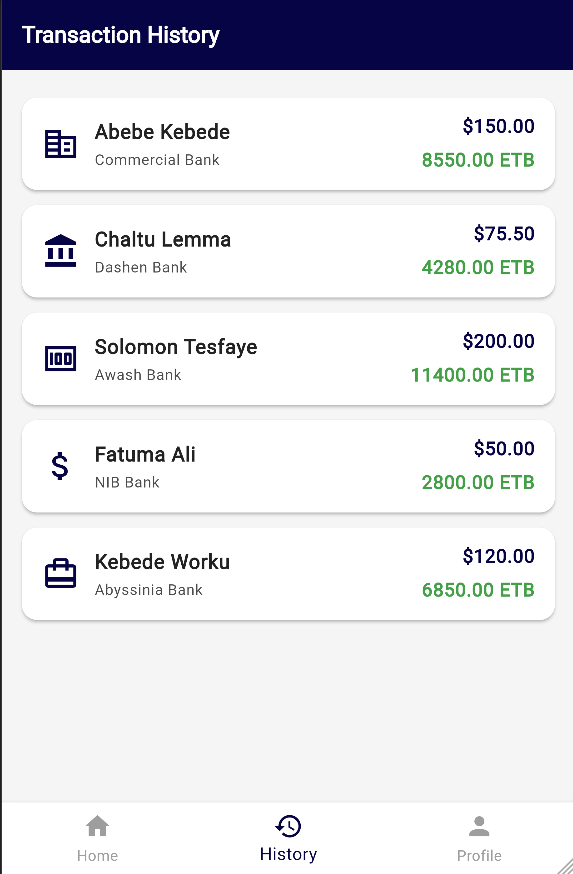 Transaction History
Abebe Kebede
$150.00
Commercial Bank
8550.00 ETB
Chaltu Lemma
$75.50
Dashen Bank
4280.00 ETB
100
Solomon Tesfaye
$200.00
Awash Bank
11400.00 ETB
$
Fatuma Ali
$50.00
NIB Bank
2800.00 ETB
Kebede Worku
$120.00
Abyssinia Bank
6850.00 ETB
Home
History
Profile